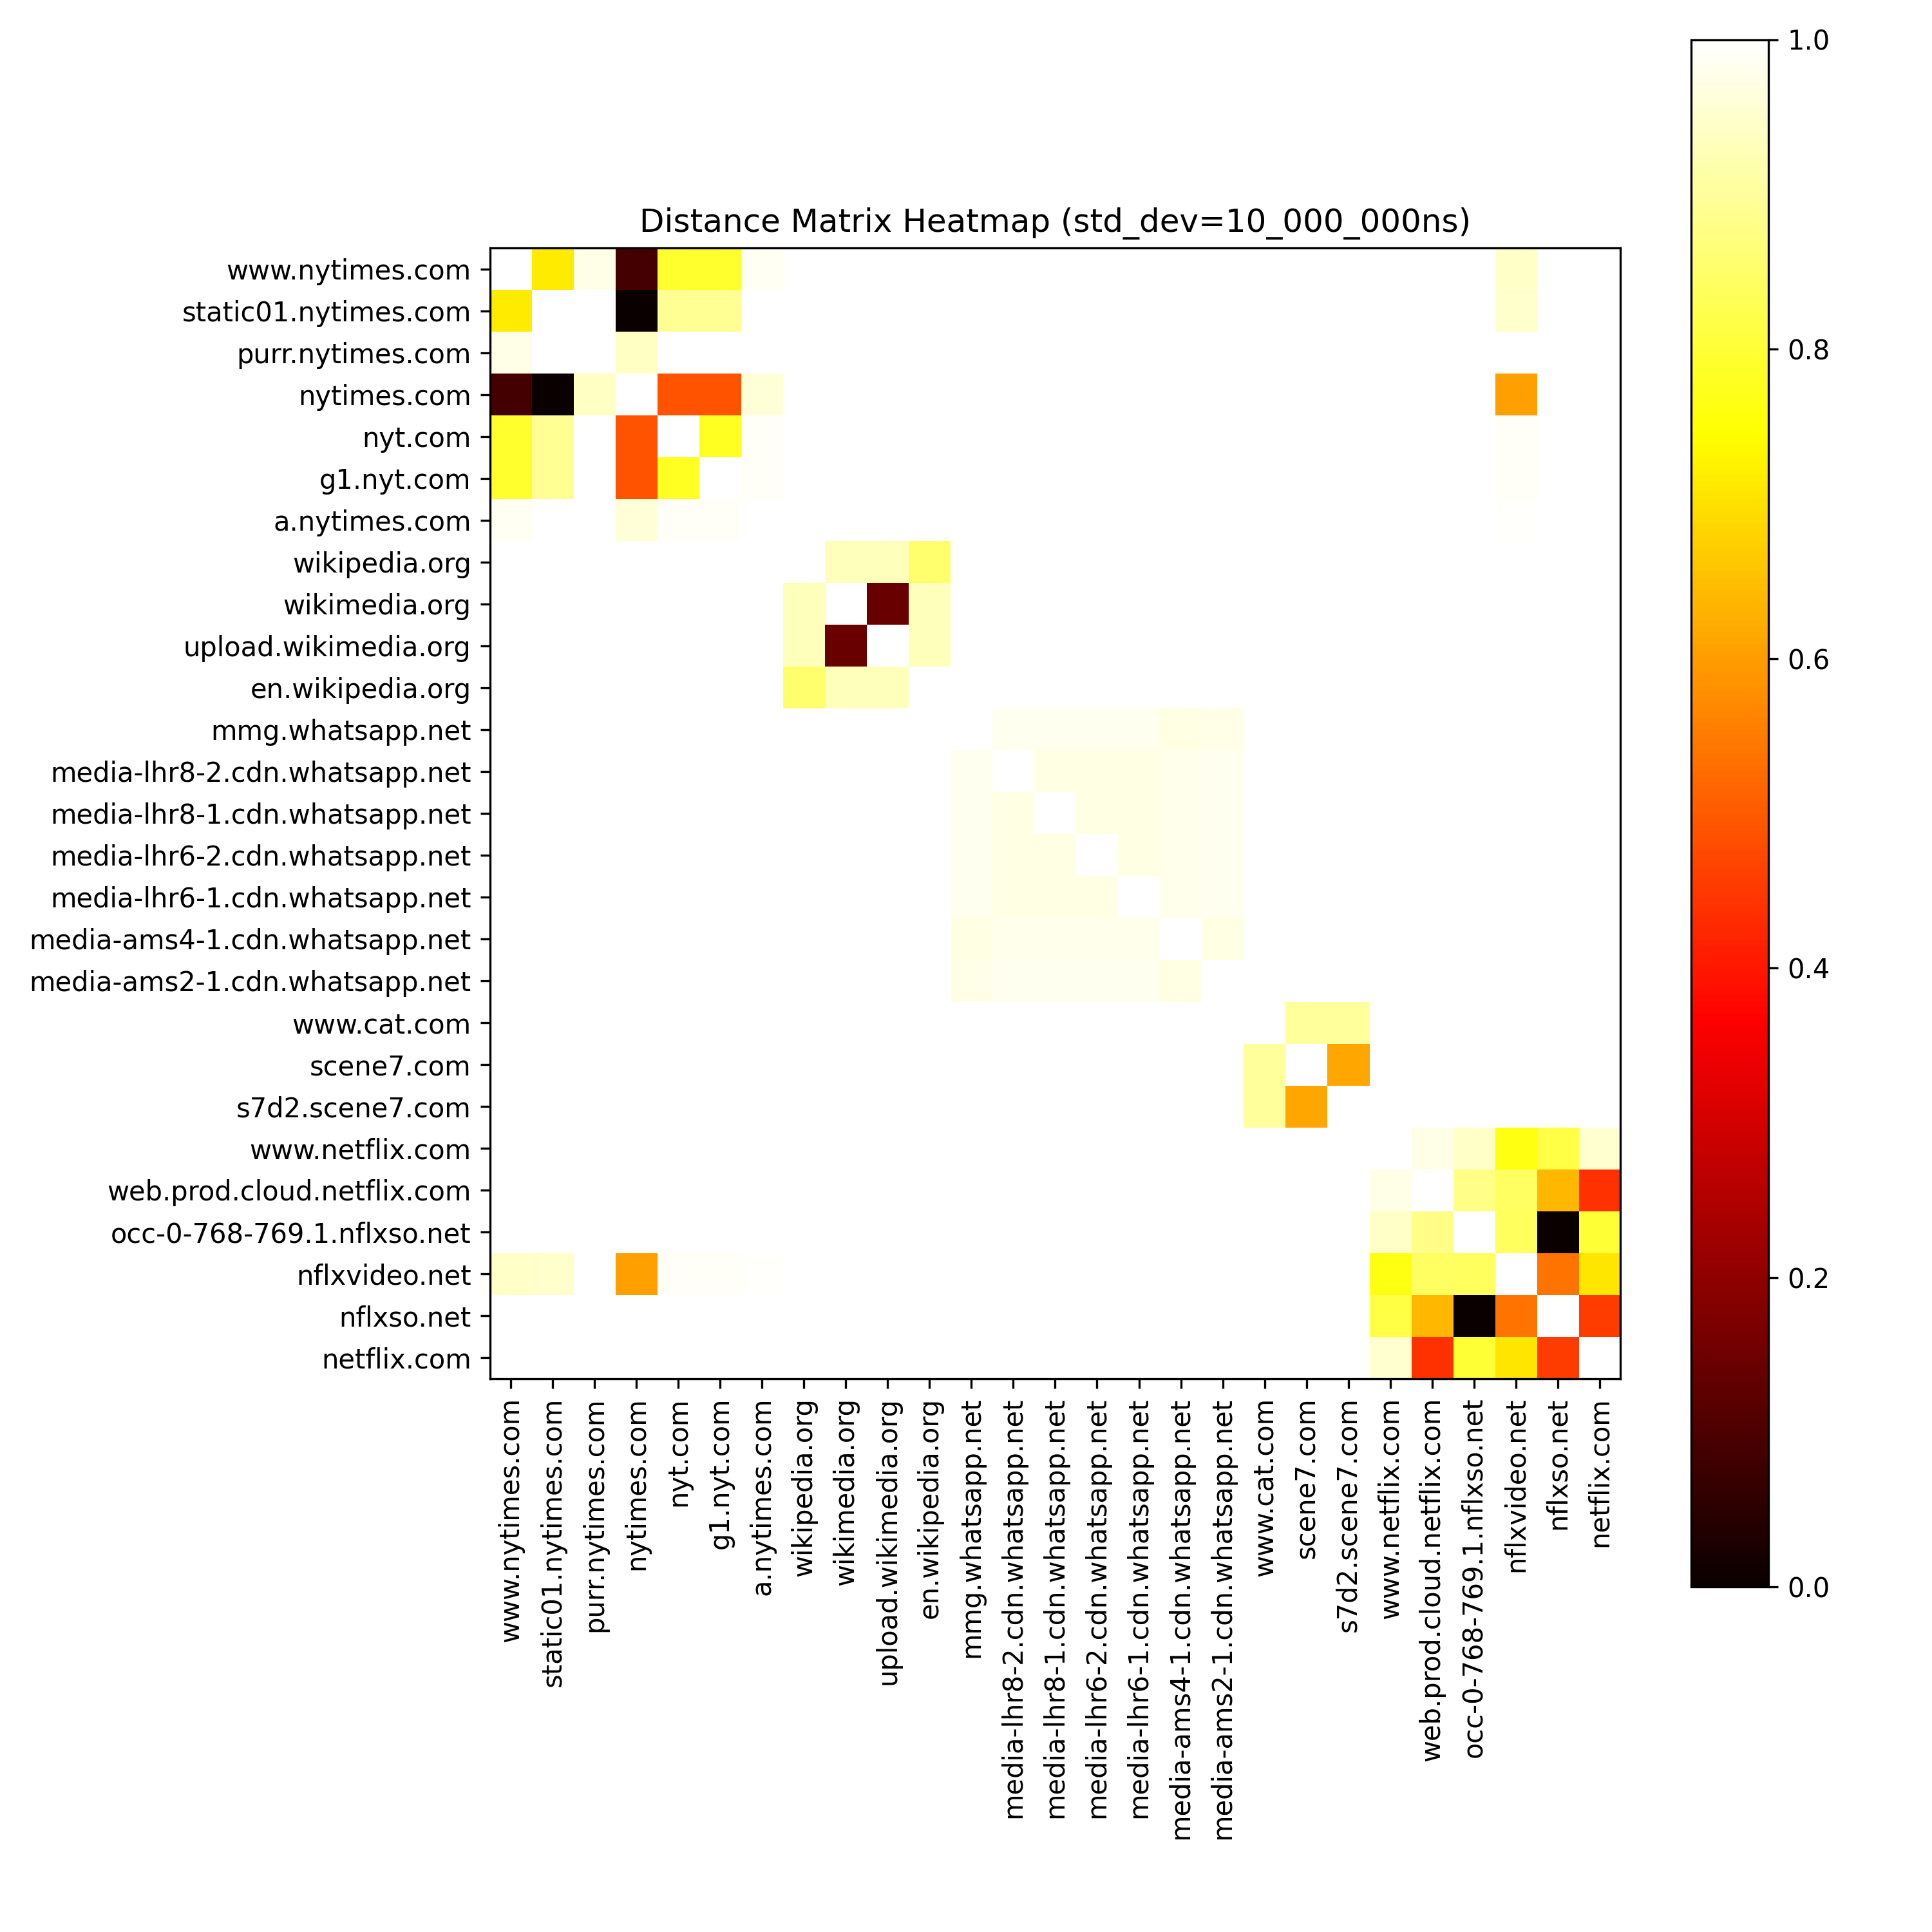 Distance Matrix Heatmap (std_dev=10_000_000ns)
www.nytimes.com
static01.nytimes.com
purr.nytimes.com
nytimes.com
nyt.com
g1.nyt.com
a.nytimes.com
wikipedia.org
wikimedia.org
upload.wikimedia.org
en.wikipedia.org
mmg.whatsapp.net
media-lhr8-2.cdn.whatsapp.net
media-lhr8-1.cdn.whatsapp.net
media-lhr6-2.cdn.whatsapp.net
media-lhr6-1.cdn.whatsapp.net
media-ams4-1.cdn.whatsapp.net
media-ams2-1.cdn.whatsapp.net
www.cat.com
scene7.com
s7d2.scene7.com
www.netflix.com
web.prod.cloud.netflix.com
occ-0-768-769.1.nflxso.net
nflxvideo.net
nflxso.net
netflix.com
www.nytimes.com
static01.nytimes.com
purr.nytimes.com
nytimes.com
nyt.com
g1.nyt.com
a.nytimes.com
wikipedia.org
wikimedia.org
upload.wikimedia.org
en.wikipedia.org
mmg.whatsapp.net
media-lhr8-2.cdn.whatsapp.net
media-lhr8-1.cdn.whatsapp.net
media-lhr6-2.cdn.whatsapp.net
media-lhr6-1.cdn.whatsapp.net
media-ams4-1.cdn.whatsapp.net
media-ams2-1.cdn.whatsapp.net
www.cat.com
scene7.com
s7d2.scene7.com
www.netflix.com
web.prod.cloud.netflix.com
occ-0-768-769.1.nflxso.net
nflxvideo.net
nflxso.net
netflix.com
1.0
0.8
0.6
0.4
0.2
0.0